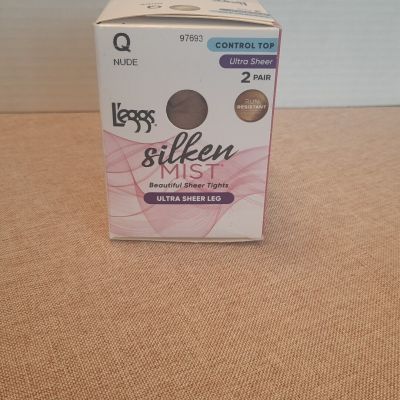 Q
NUDE
97693
CONTROL TOP
Ultra Sheer
2 PAIR
L'eggs.
RUN
RESISTANT
silken
MIST
Beautiful Sheer Tights
ULTRA SHEER LEG